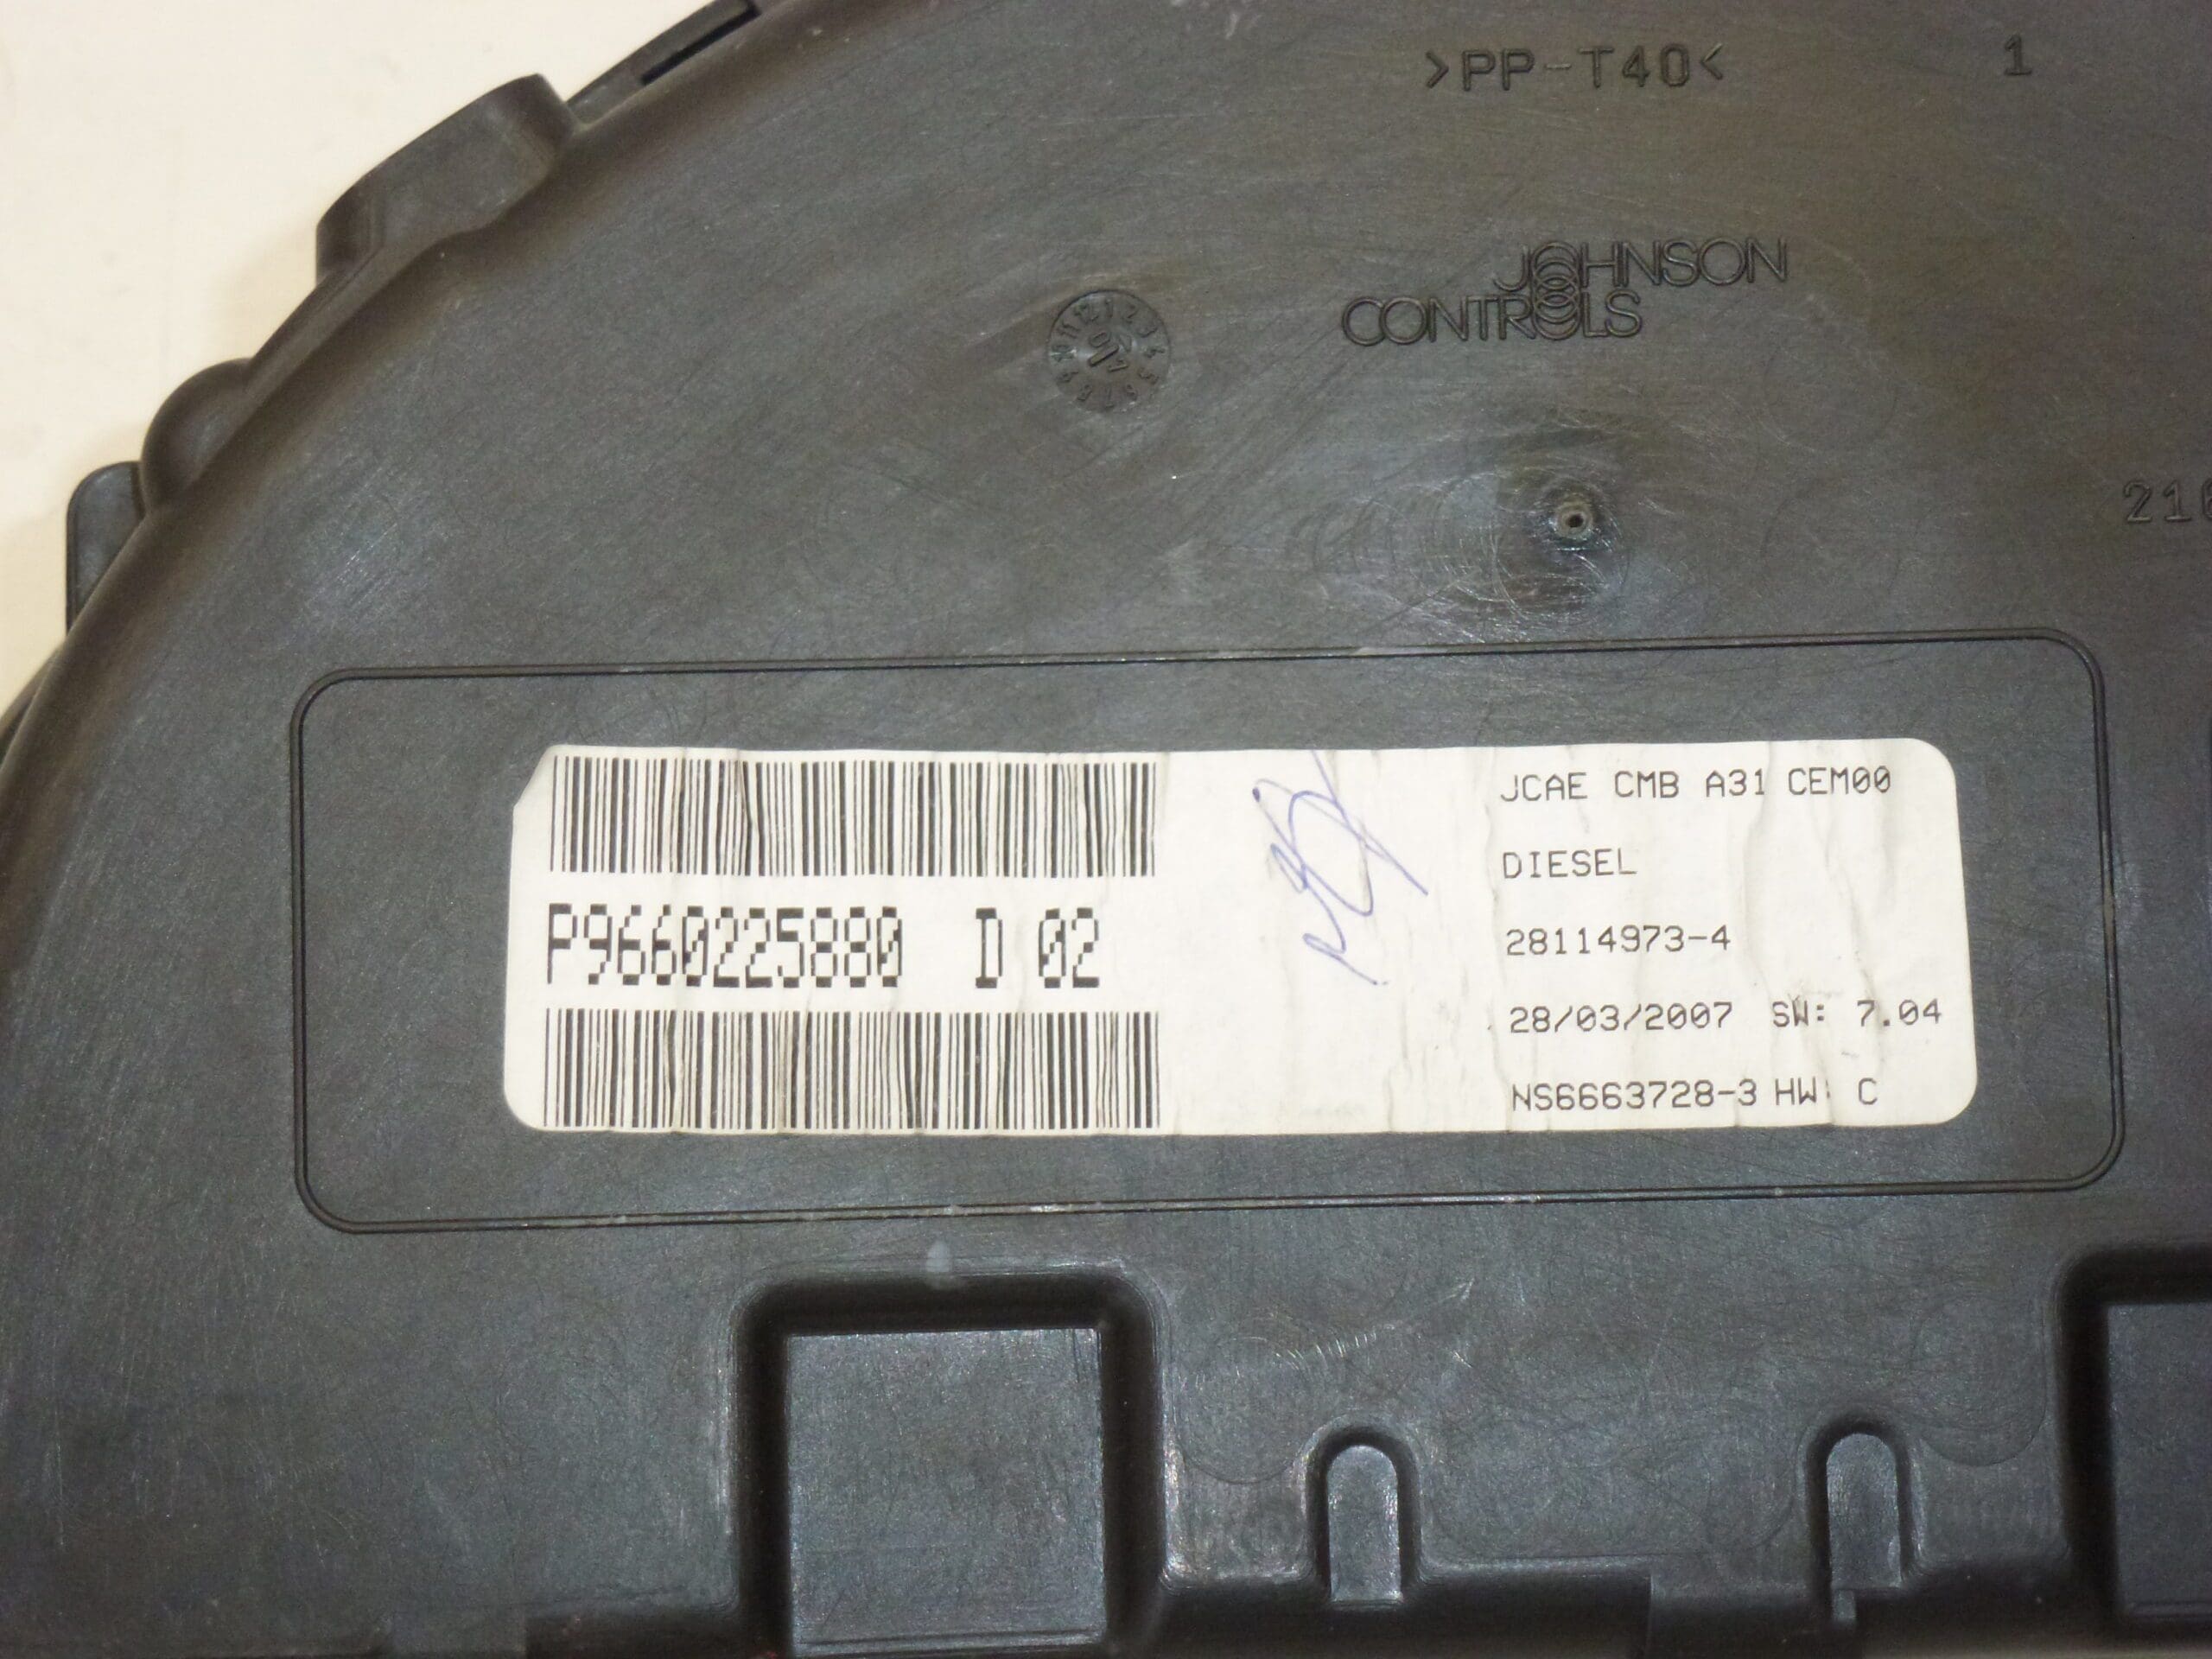 >PP-T40< 1
JOHNSON
CONTROLS
JCAE CMB A31 CEM00
DIESEL
P9660225880 D 02
28114973-4
28/03/2007 SW: 7.04
NS6663728-3 HW: C